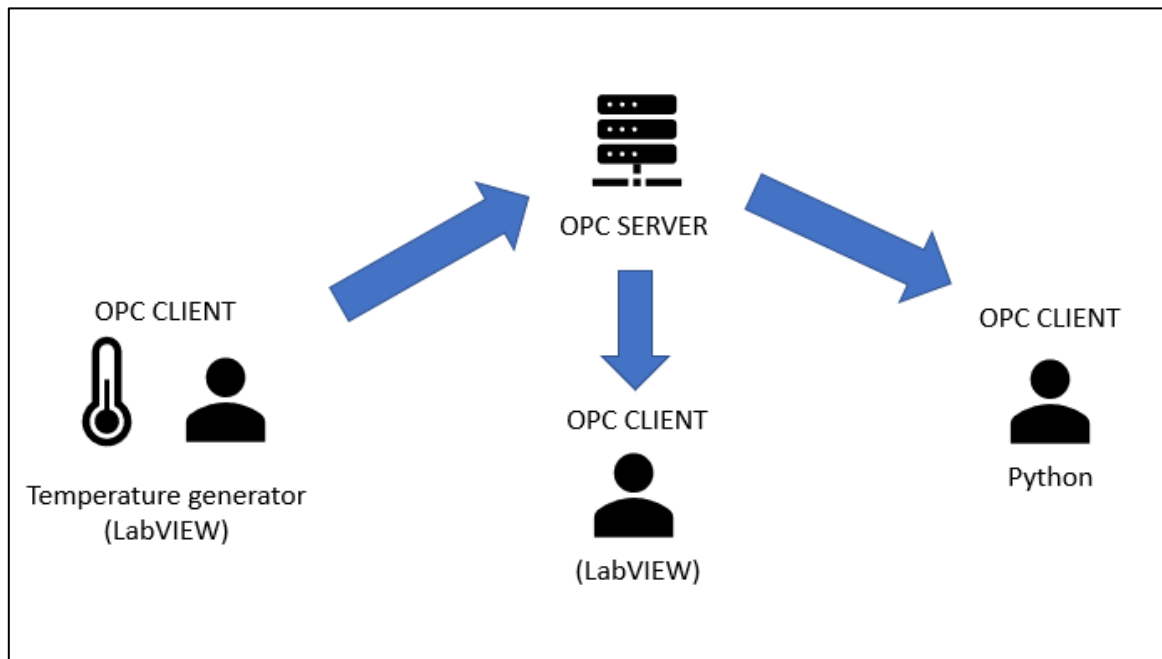 OPC SERVER
OPC CLIENT
Temperature generator
(LabVIEW)
OPC CLIENT
(LabVIEW)
OPC CLIENT
Python